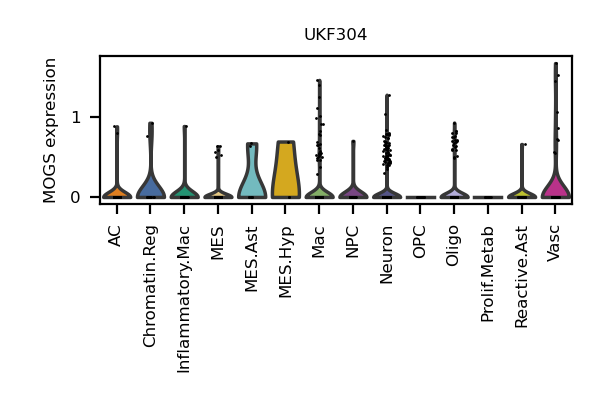 UKF304
MOGS expression
1
0
AC
Chromatin.Reg
Inflammatory.Mac
MES
MES.Ast
MES.Hyp
Mac
NPC
Neuron
OPC
Oligo
Prolif.Metab
Reactive.Ast
Vasc